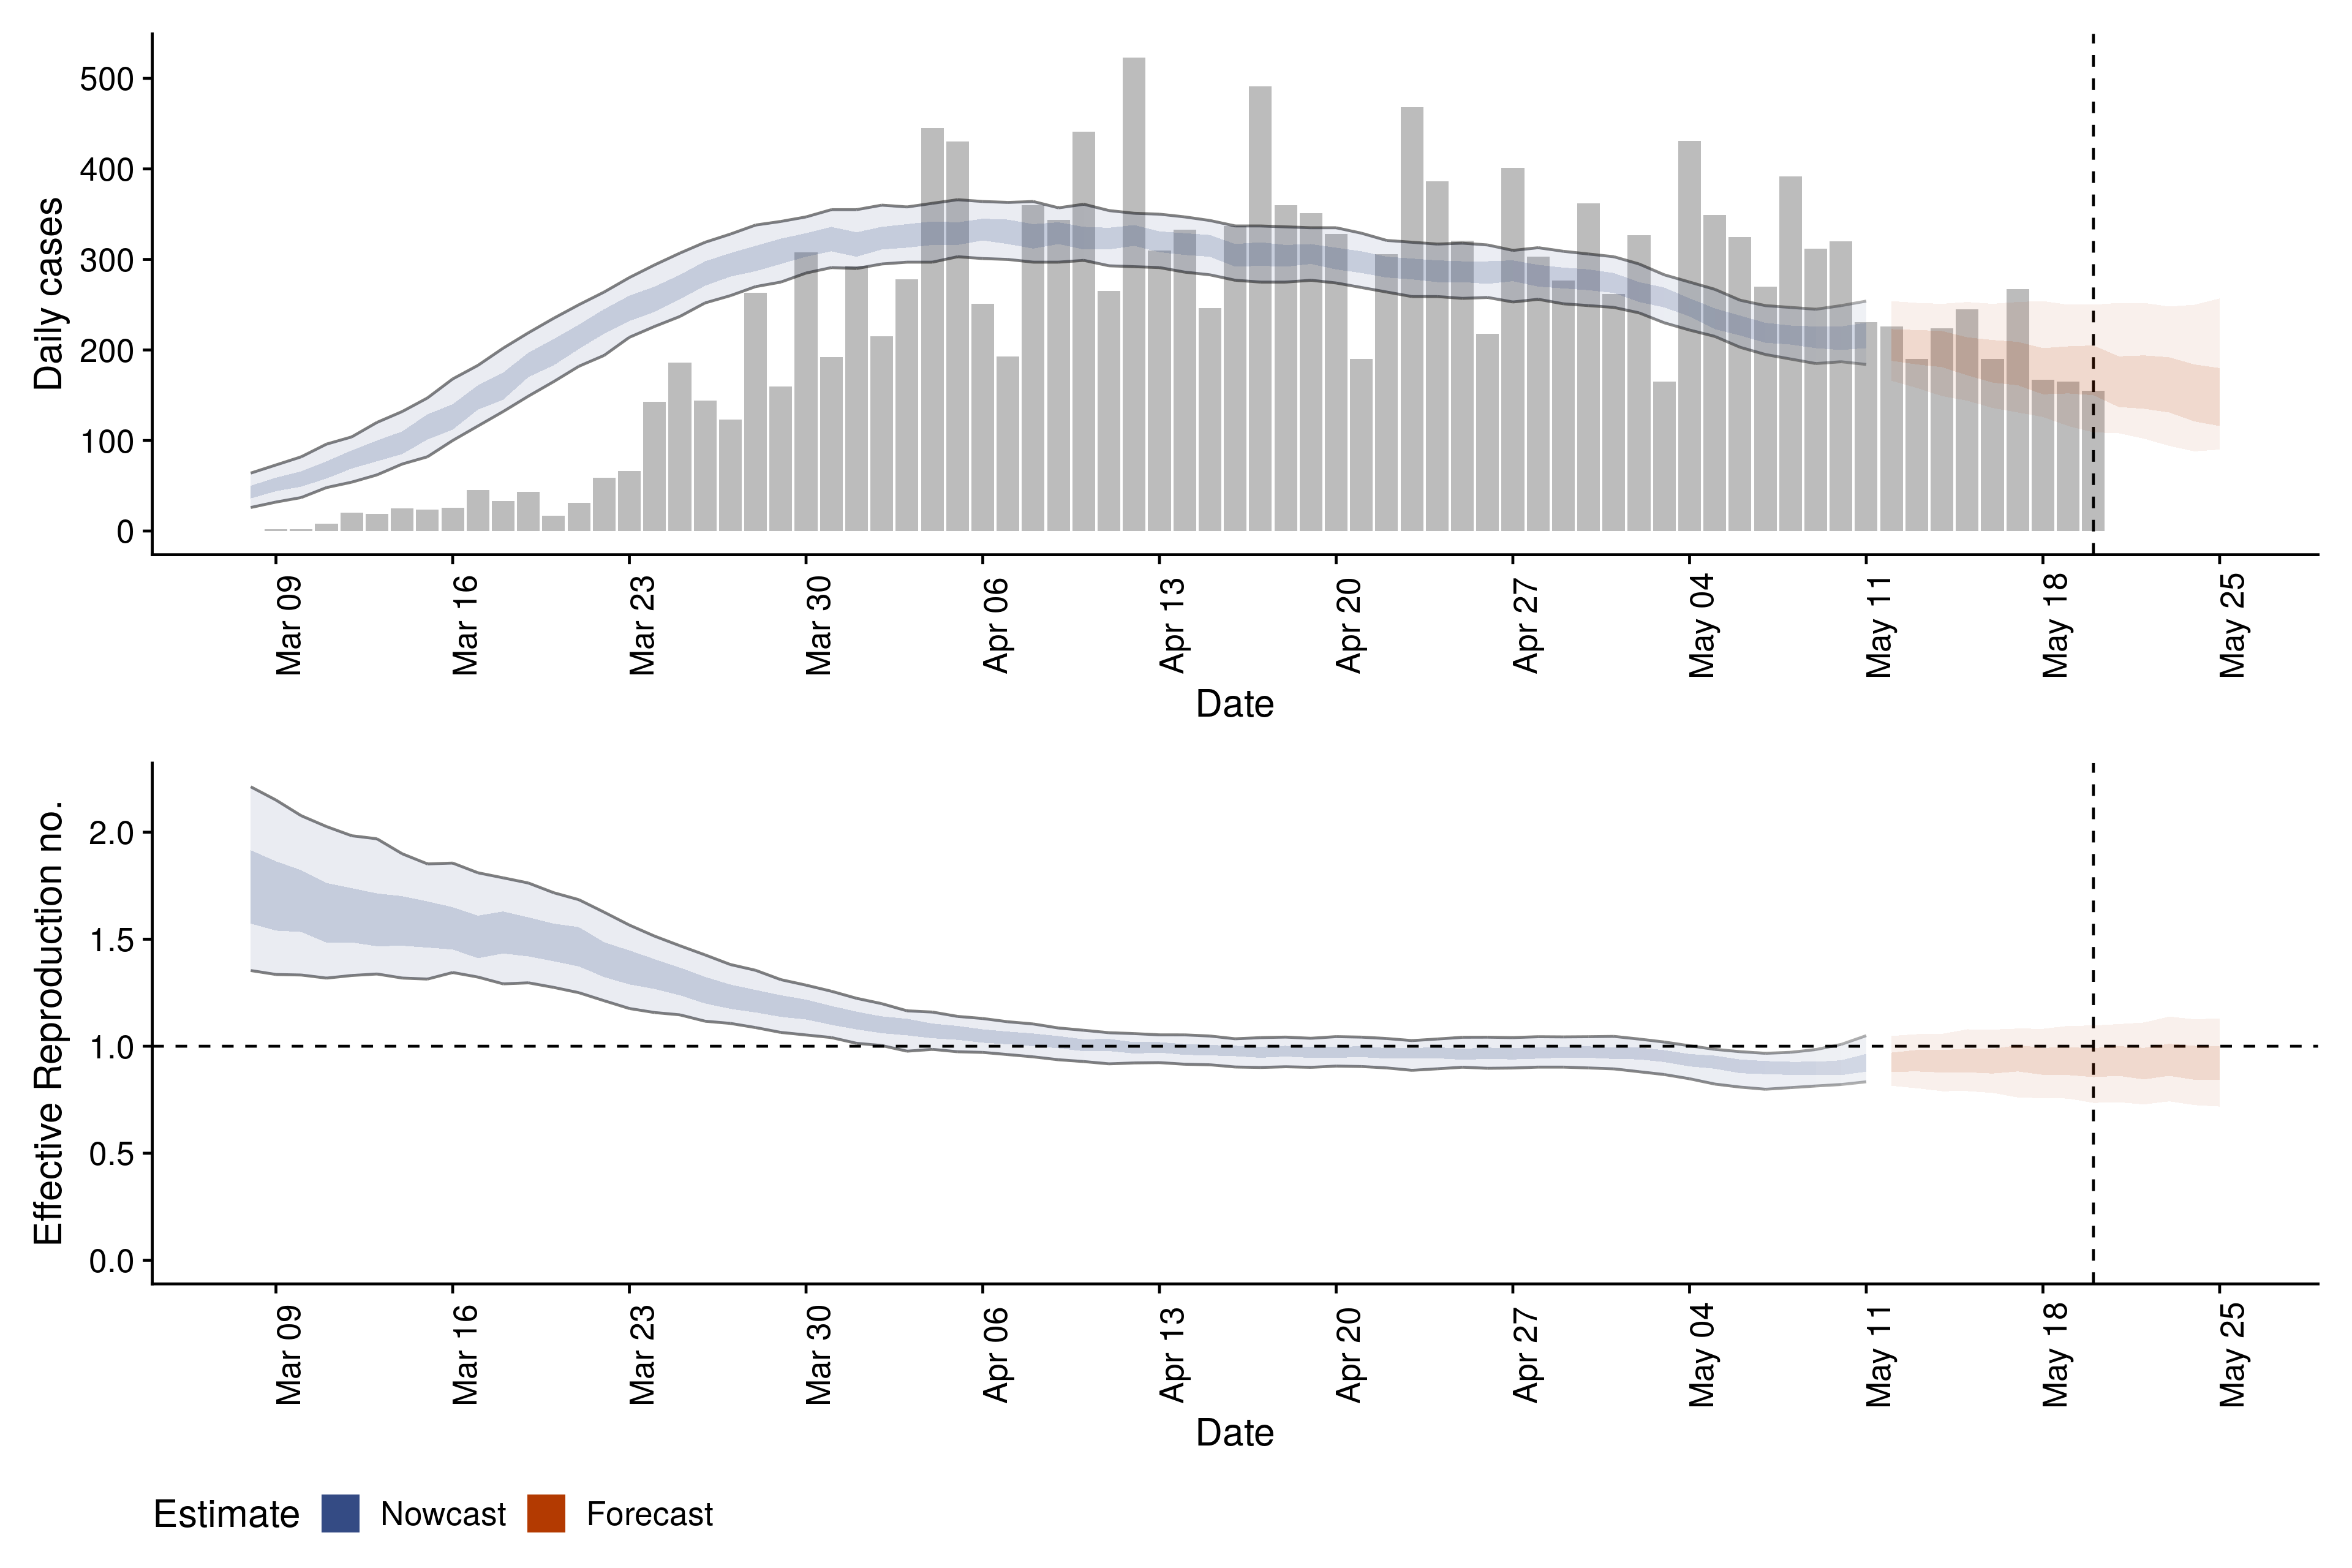 Daily cases
500
400
300
200
100
0
Mar 09
Mar 16
Mar 23
Mar 30
Apr 06
Apr 13
Apr 20
Apr 27
May 04
May 11
May 18
May 25
Date
Effective Reproduction no.
2.0
1.5
1.0
0.5
0.0
Mar 09
Mar 16
Mar 23
Mar 30
Apr 06
Apr 13
Apr 20
Apr 27
May 04
May 11
May 18
May 25
Date
Estimate Nowcast Forecast